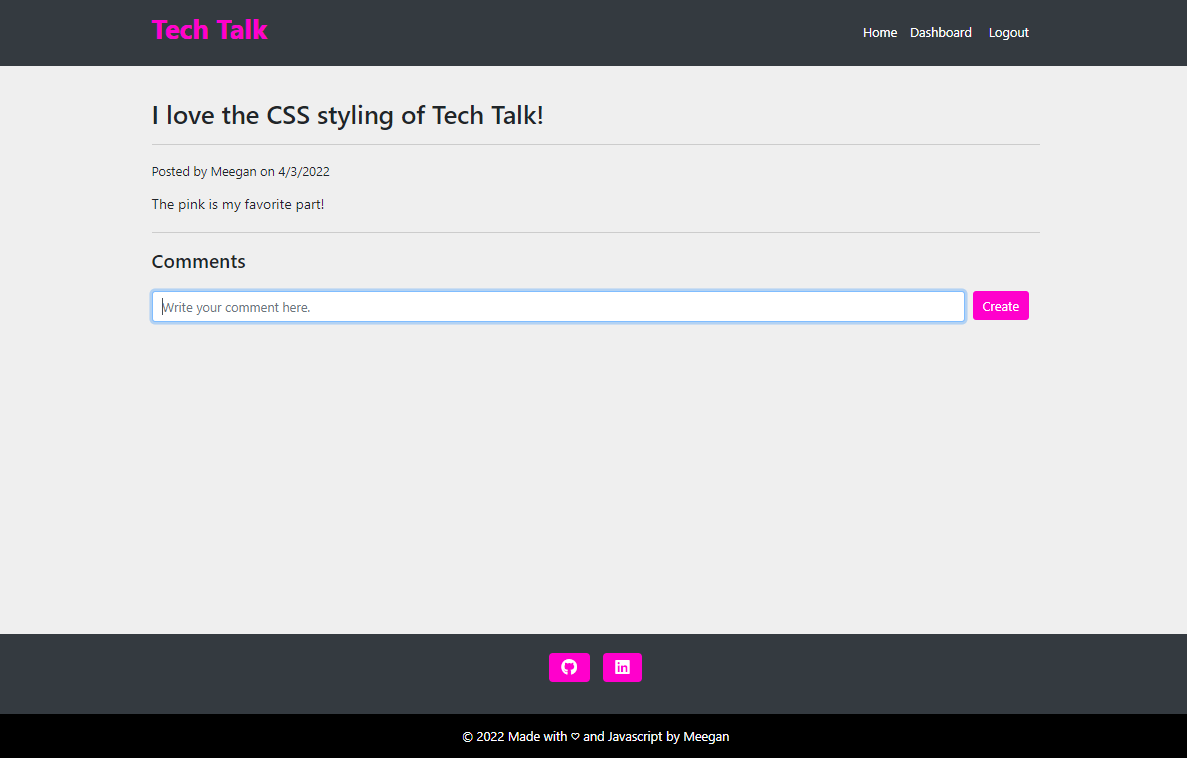 Tech Talk
Home Dashboard Logout
I love the CSS styling of Tech Talk!
Posted by Meegan on 4/3/2022
The pink is my favorite part!
Comments
Write your comment here.
Create
© 2022 Made with ♡ and Javascript by Meegan